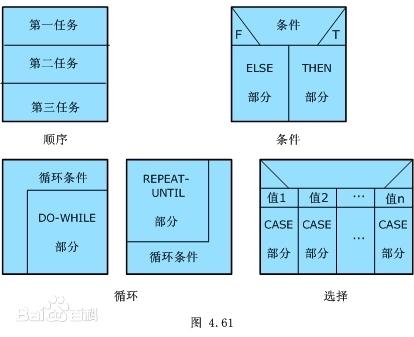 第一任务
第二任务
第三任务
顺序
条件
F
T
ELSE
部分
THEN
部分
条件
循环条件
DO-WHILE
部分
REPEAT-
UNTIL
部分
循环条件
循环
值1
值2
…
值n
CASE
部分
CASE
部分
…
CASE
部分
选择
Bai百科
图 4.61